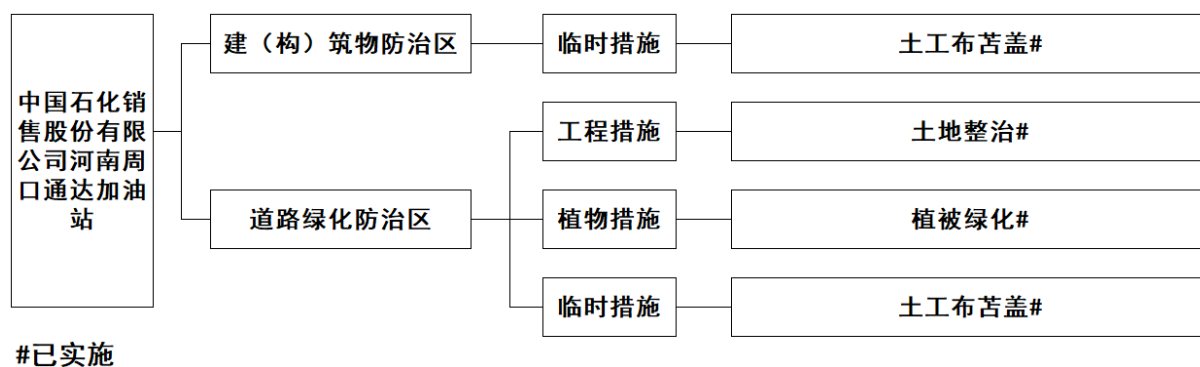 中国石化销
售股份有限
公司河南周
口通达加油
站
建（构）筑物防治区
临时措施
土工布苫盖#
工程措施
土地整治#
道路绿化防治区
植物措施
植被绿化#
临时措施
土工布苫盖#
#已实施